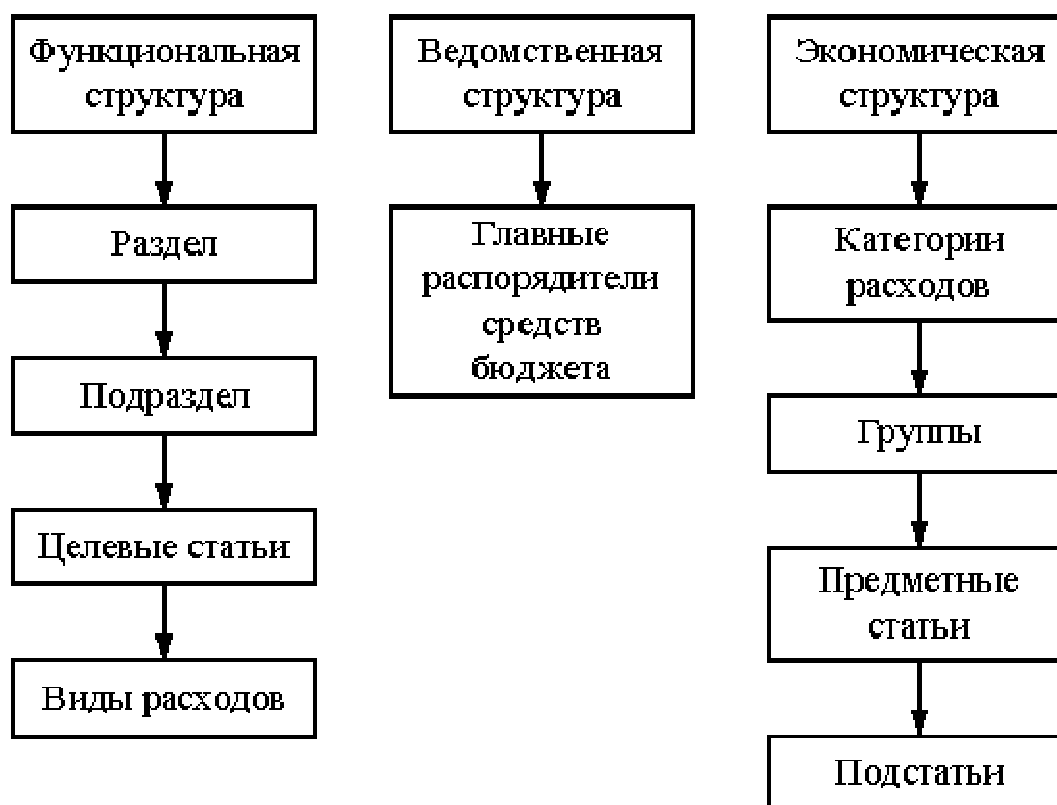 Функциональная
структура
Раздел
Подраздел
Целевые статьи
Виды расходов
Ведомственная
структура
Главные
распорядители
средств
бюджета
Экономическая
структура
Категории
расходов
Группы
Предметные
статьи
Подстатьи